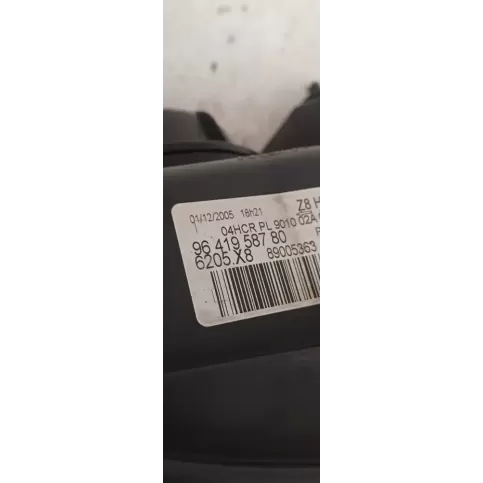 01/12/2005 18h21
Z8 H
04HCR PL 9010 02A
96 419 587 80
6205.X8 89005363